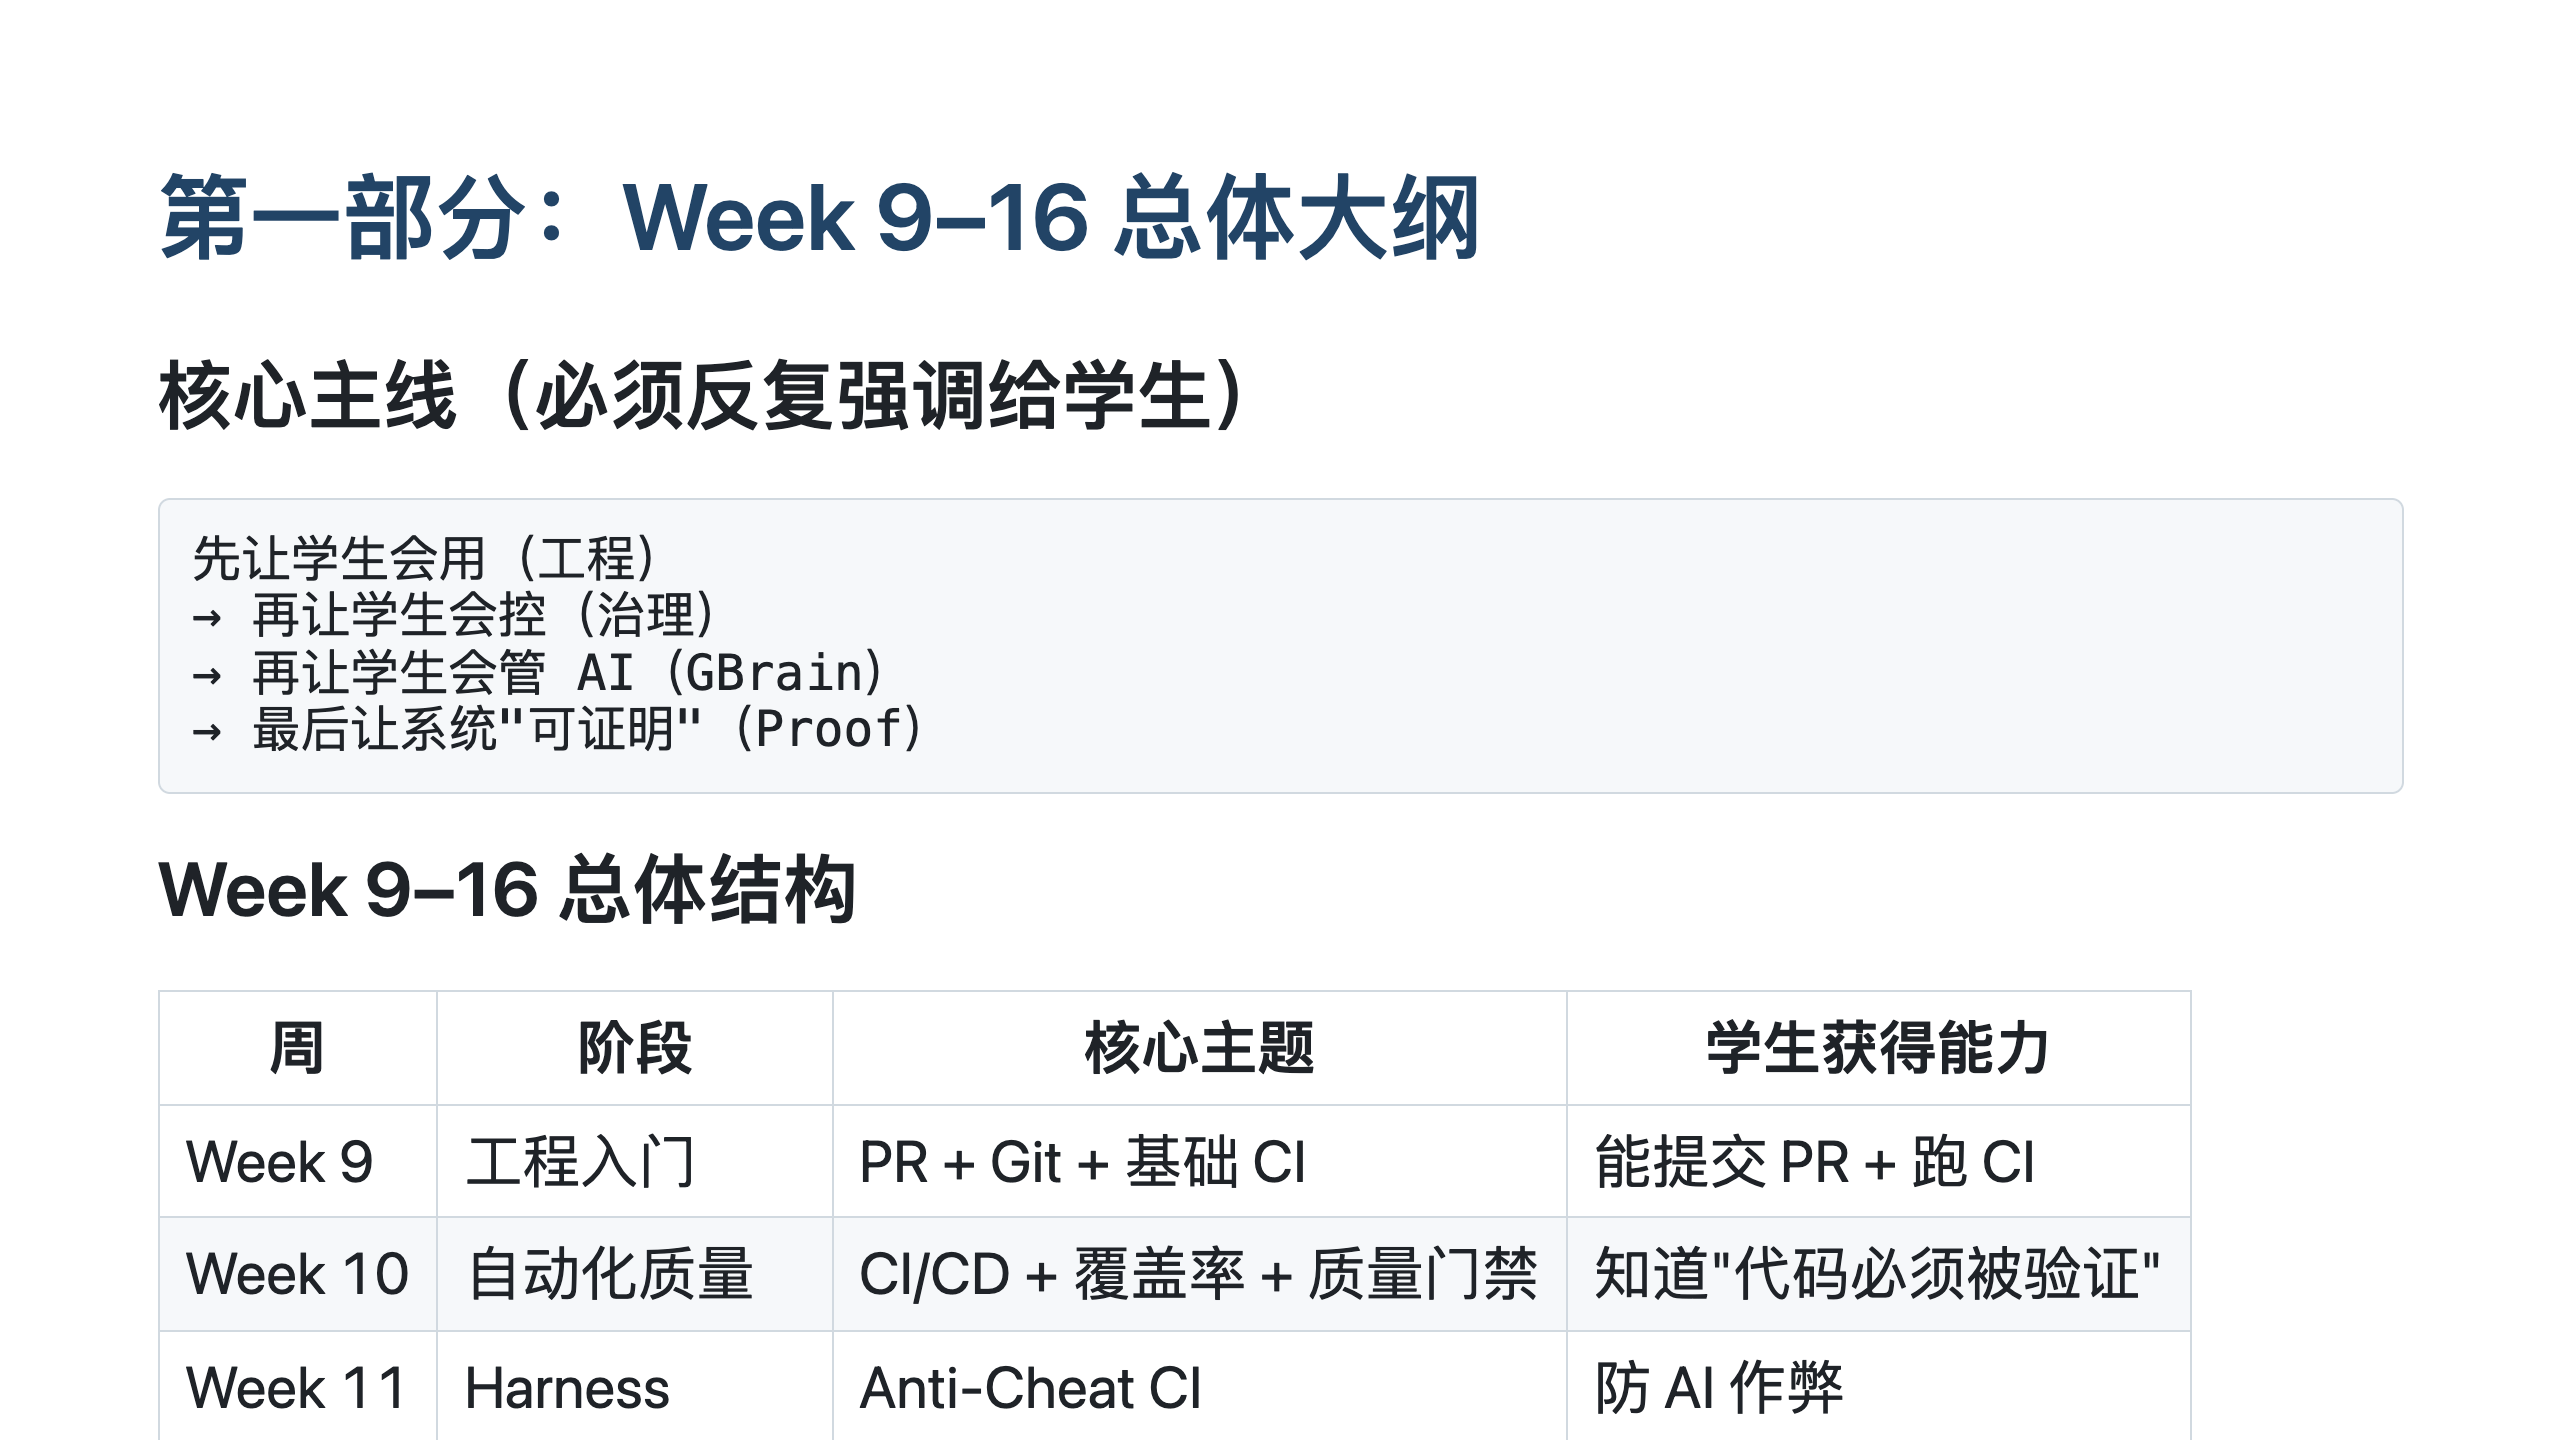 第一部分：Week 9–16 总体大纲
核心主线（必须反复强调给学生）
先让学生会用（工程）
→ 再让学生会控（治理）
→ 再让学生会管 AI（GBrain）
→ 最后让系统"可证明"（Proof）
Week 9–16 总体结构
周 阶段 核心主题 学生获得能力
Week 9 工程入门 PR + Git + 基础 CI 能提交 PR + 跑 CI
Week 10 自动化质量 CI/CD + 覆盖率 + 质量门禁 知道"代码必须被验证"
Week 11 Harness Anti-Cheat CI 防 AI 作弊